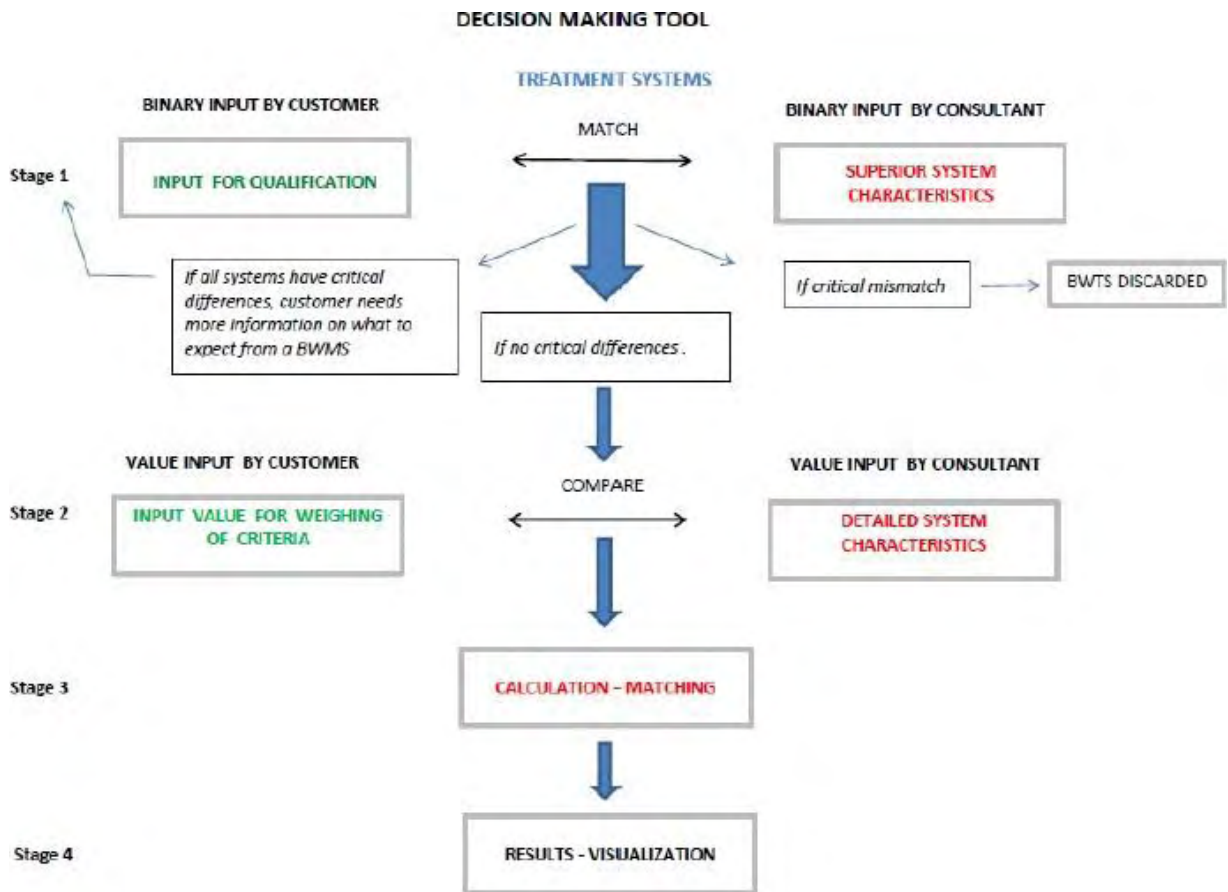 DECISION MAKING TOOL
TREATMENT SYSTEMS
BINARY INPUT BY CUSTOMER
BINARY INPUT BY CONSULTANT
MATCH
Stage 1
INPUT FOR QUALIFICATION
SUPERIOR SYSTEM
CHARACTERISTICS
If all systems have critical
differences, customer needs
more information on what to
expect from a BWMS
If critical mismatch
BWTS DISCARDED
If no critical differences .
VALUE INPUT BY CUSTOMER
VALUE INPUT BY CONSULTANT
COMPARE
Stage 2
INPUT VALUE FOR WEIGHING
OF CRITERIA
DETAILED SYSTEM
CHARACTERISTICS
Stage 3
CALCULATION - MATCHING
Stage 4
RESULTS - VISUALIZATION